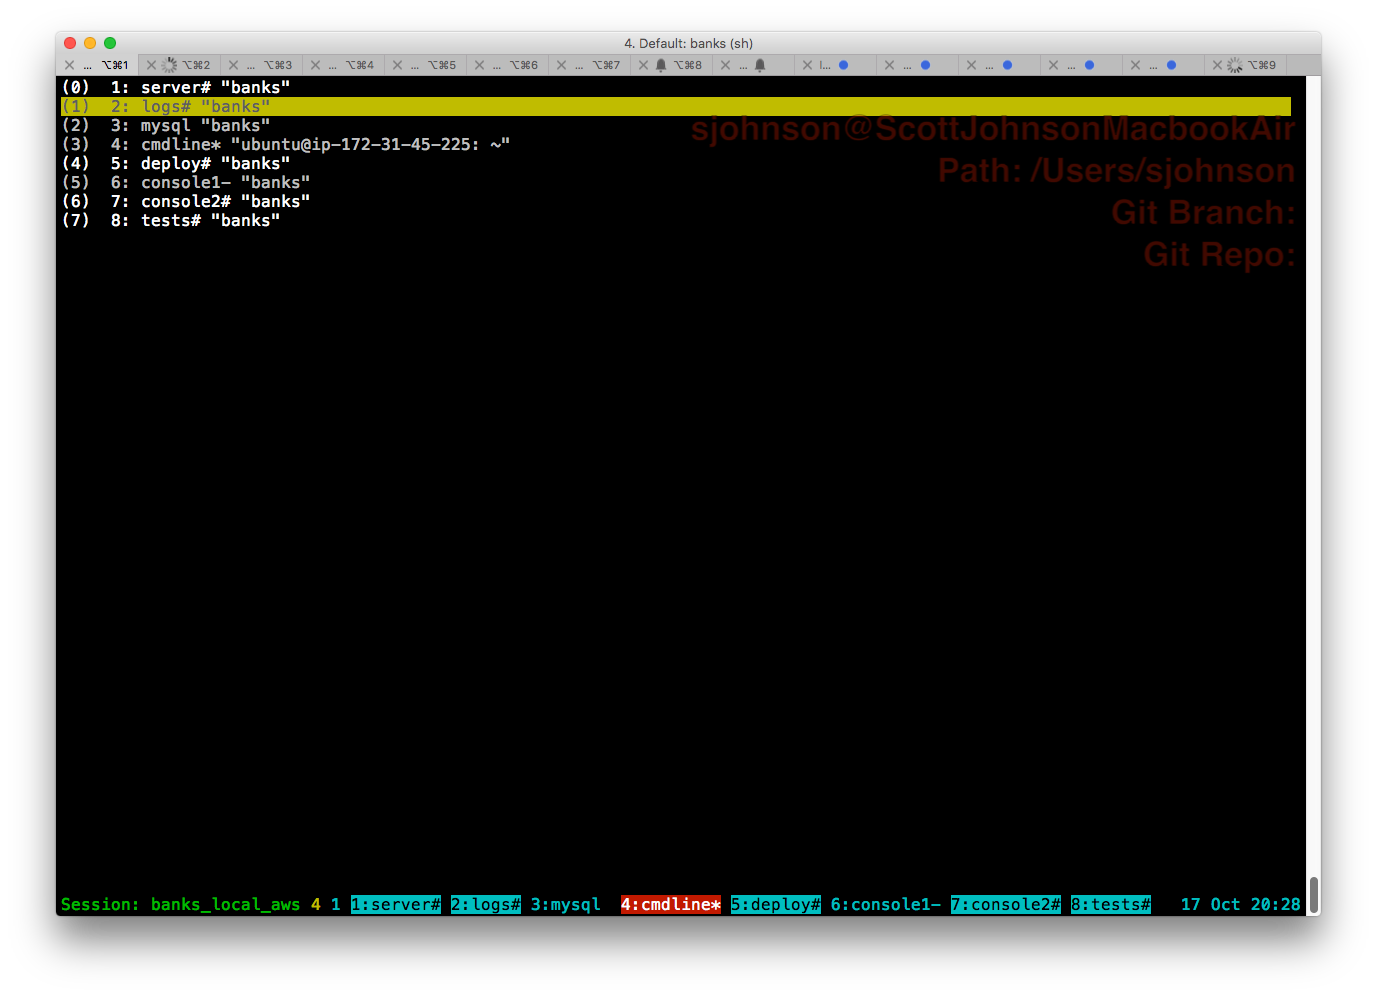 4. Default: banks (sh)
... ⌥⌘1 ⌥⌘2 ... ⌥⌘3 ... ⌥⌘4 ... ⌥⌘5 ... ⌥⌘6 ... ⌥⌘7 ⌥⌘8 ... l... ... ... ... ... ⌥⌘9
(0)  1: server# "banks"
(1)  2: logs# "banks"
(2)  3: mysql "banks"
(3)  4: cmdline* "ubuntu@ip-172-31-45-225: ~"
(4)  5: deploy# "banks"
(5)  6: console1- "banks"
(6)  7: console2# "banks"
(7)  8: tests# "banks"
sjohnson@ScottJohnsonMacbookAir
Path: /Users/sjohnson
Git Branch:
Git Repo:
Session: banks_local_aws 4 1 1:server# 2:logs# 3:mysql  4:cmdline* 5:deploy# 6:console1- 7:console2# 8:tests#   17 Oct 20:28